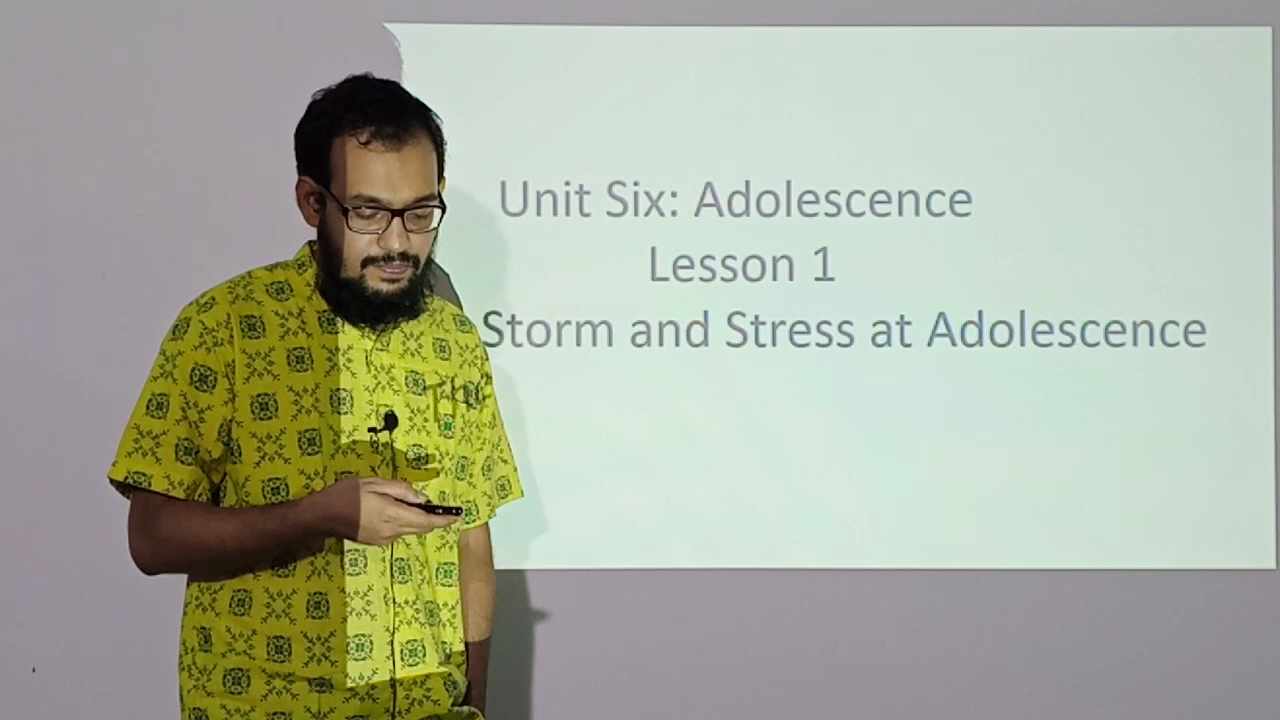 Unit Six: Adolescence
Lesson 1
Storm and Stress at Adolescence